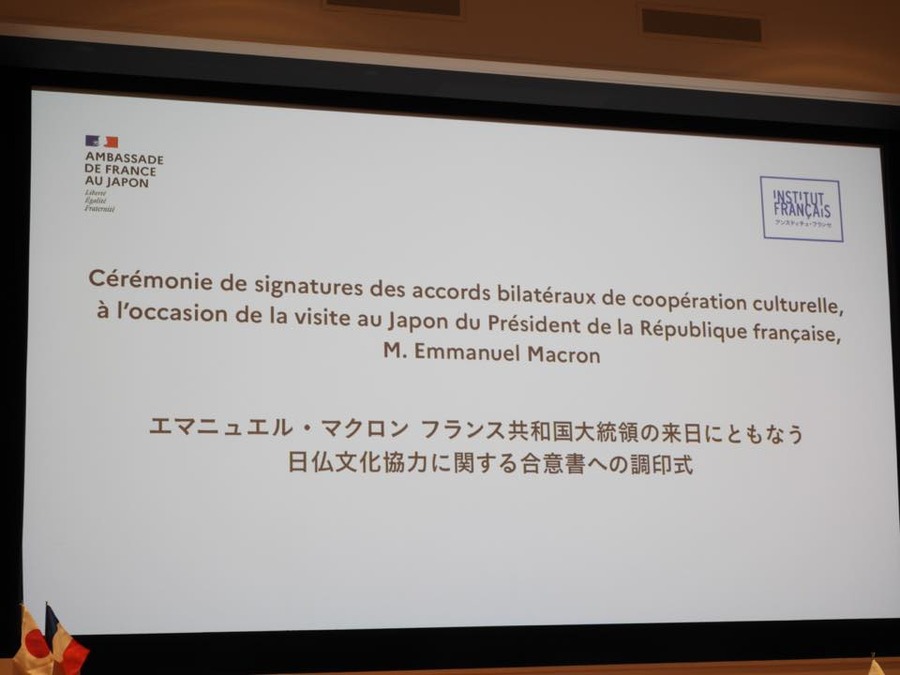 AMBASSADE
DE FRANCE
AU JAPON
Liberté
Égalité
Fraternité
INSTITUT
FRANÇAIS
アンスティチュ・フランセ
Cérémonie de signatures des accords bilatéraux de coopération culturelle,
à l’occasion de la visite au Japon du Président de la République française,
M. Emmanuel Macron
エマニュエル・マクロン フランス共和国大統領の来日にともなう
日仏文化協力に関する合意書への調印式